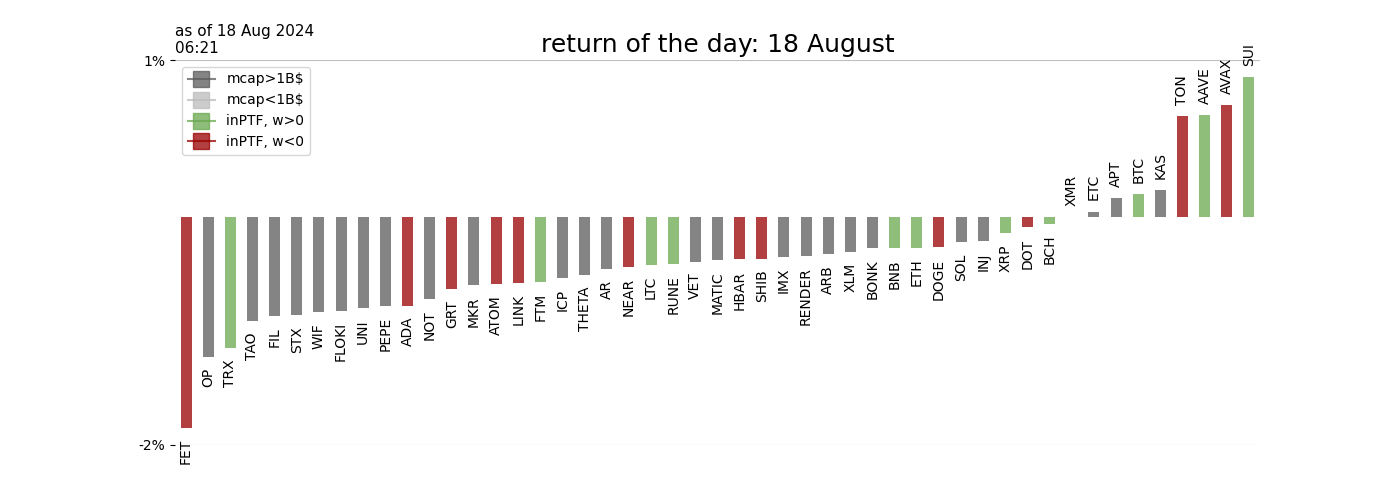 as of 18 Aug 2024
06:21
return of the day: 18 August
1%
mcap>1B$
mcap<1B$
inPTF, w>0
inPTF, w<0
-2%
FET
OP
TRX
TAO
FIL
STX
WIF
FLOKI
UNI
PEPE
ADA
NOT
GRT
MKR
ATOM
LINK
FTM
ICP
THETA
AR
NEAR
LTC
RUNE
VET
MATIC
HBAR
SHIB
IMX
RENDER
ARB
XLM
BONK
BNB
ETH
DOGE
SOL
INJ
XRP
DOT
BCH
XMR
ETC
APT
BTC
KAS
TON
AAVE
AVAX
SUI